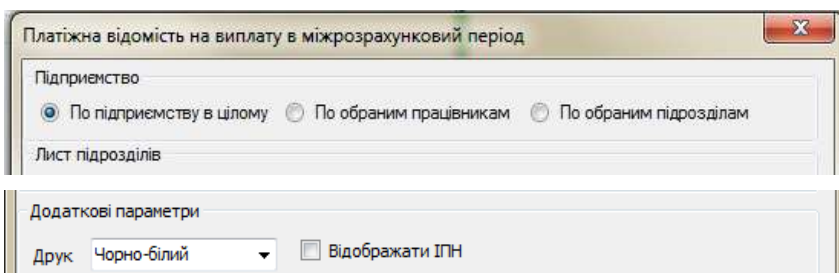 Платіжна відомість на виплату в міжрозрахунковий період
Підприємство
По підприємству в цілому По обраним працівникам По обраним підрозділам
Лист підрозділів
Додаткові параметри
Друк Чорно-білий Відображати ІПН